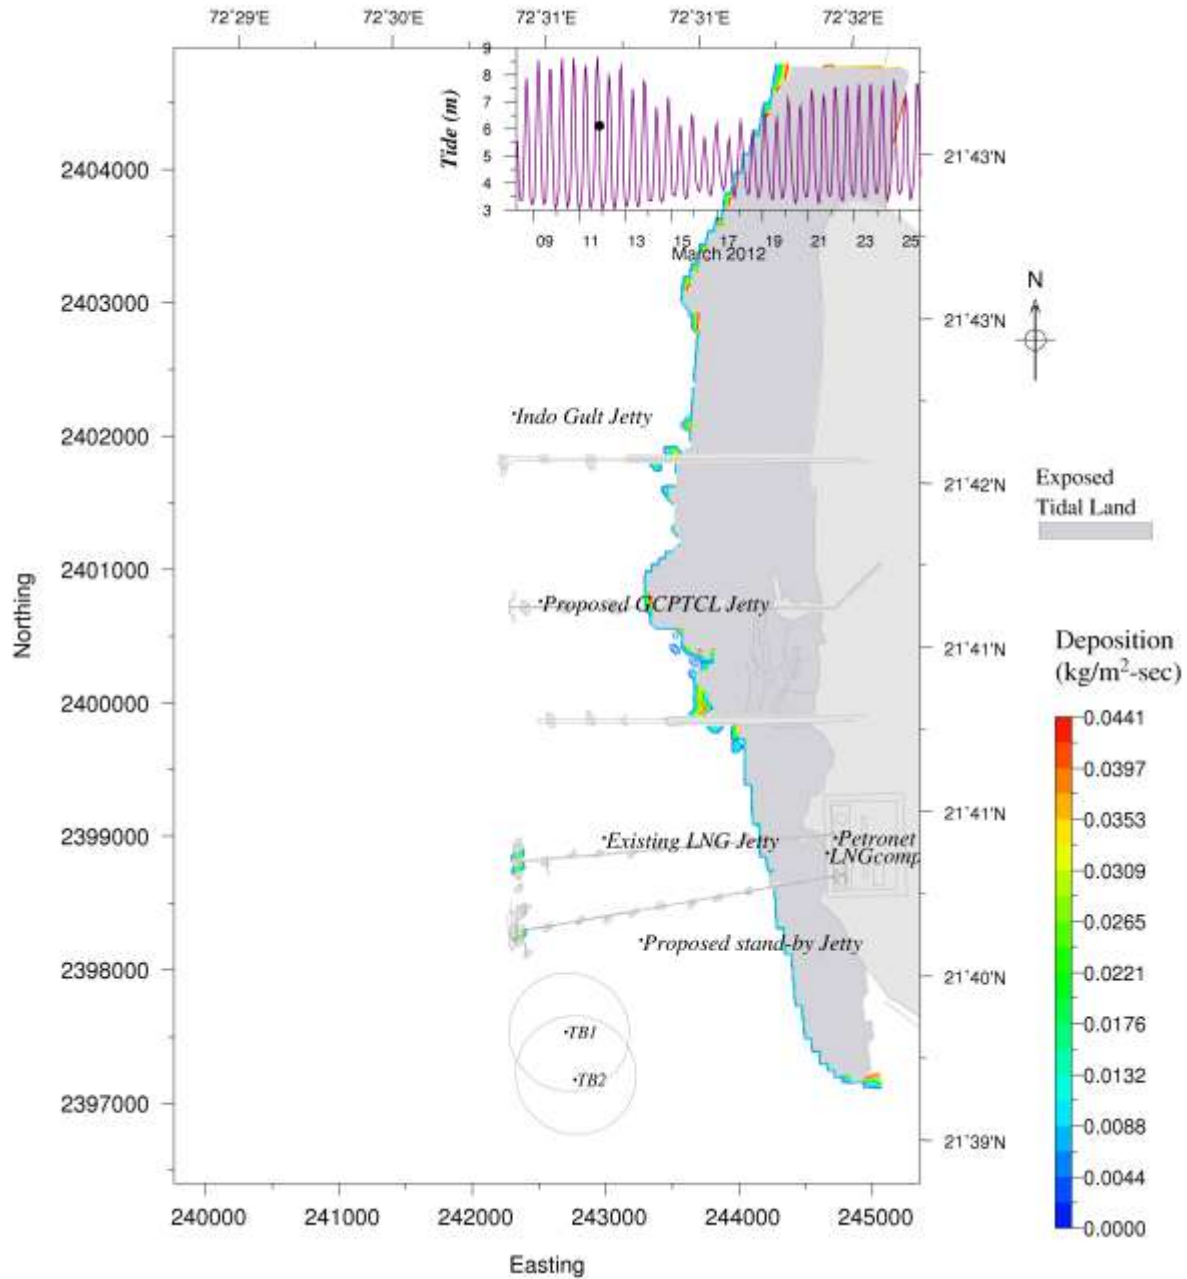 72°29'E 72°30'E 72°31'E 72°31'E 72°32'E
9
8
7
6
5
4
3
Tide (m)
09 11 13 15 17 19 21 23 25
March 2012
2404000
2403000
2402000
2401000
2400000
2399000
2398000
2397000
Northing
21°43'N
21°43'N
21°42'N
21°41'N
21°41'N
21°40'N
21°39'N
Indo Gult Jetty
Proposed GCPTCL Jetty
Existing LNG Jetty
Petronet
LNGcomp
Proposed stand-by Jetty
TB1
TB2
240000 241000 242000 243000 244000 245000
Easting
N
Exposed
Tidal Land
Deposition
(kg/m²-sec)
0.0441
0.0397
0.0353
0.0309
0.0265
0.0221
0.0176
0.0132
0.0088
0.0044
0.0000